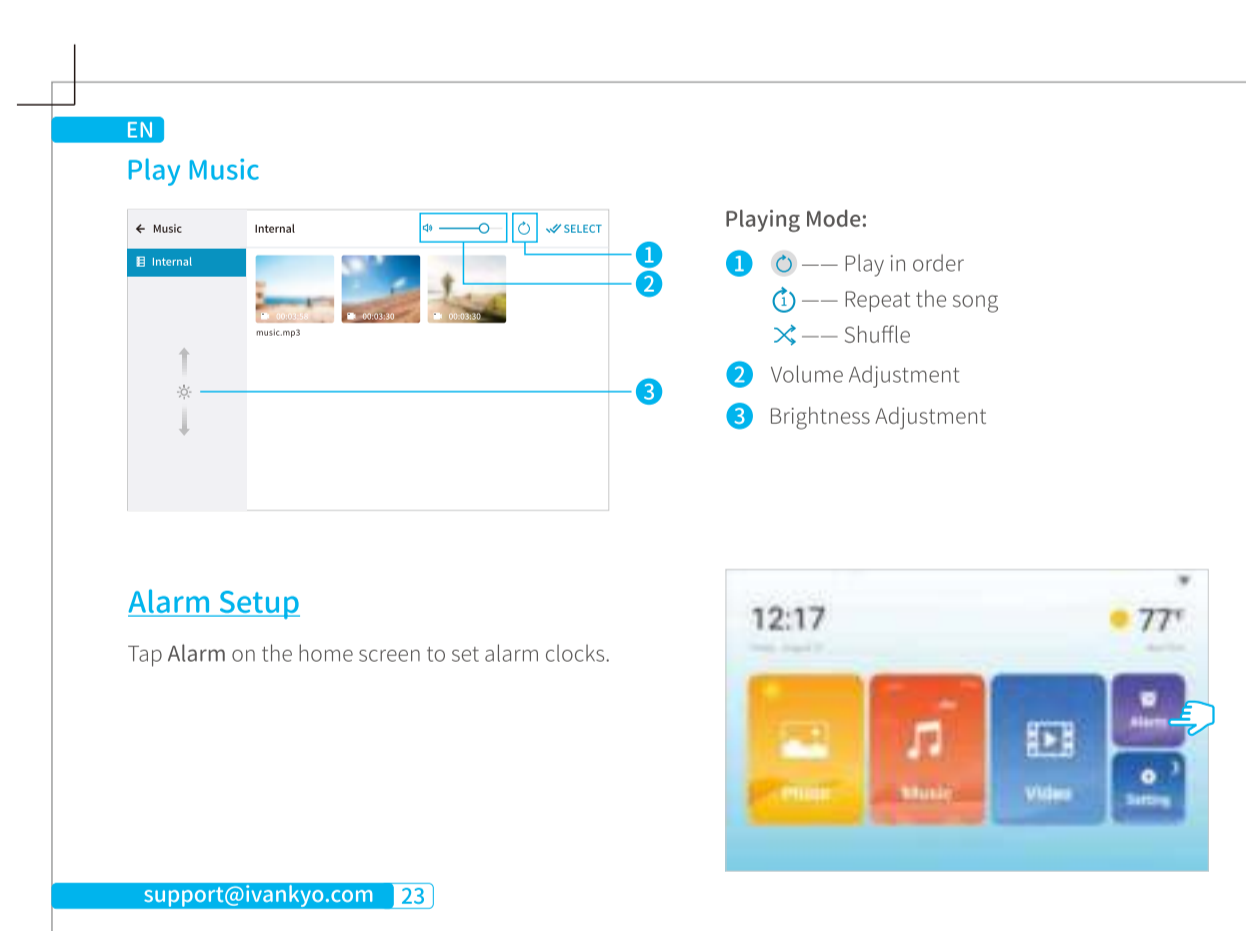 EN
Play Music
Music
Internal
SELECT
Internal
00:03:30
00:03:30
music.mp3
1
2
3
Playing Mode:
1 —— Play in order
1 —— Repeat the song
—— Shuffle
2 Volume Adjustment
3 Brightness Adjustment
Alarm Setup
Tap Alarm on the home screen to set alarm clocks.
12:17
77°F
Alarm
Photo
Music
Video
Setting
support@ivankyo.com 23